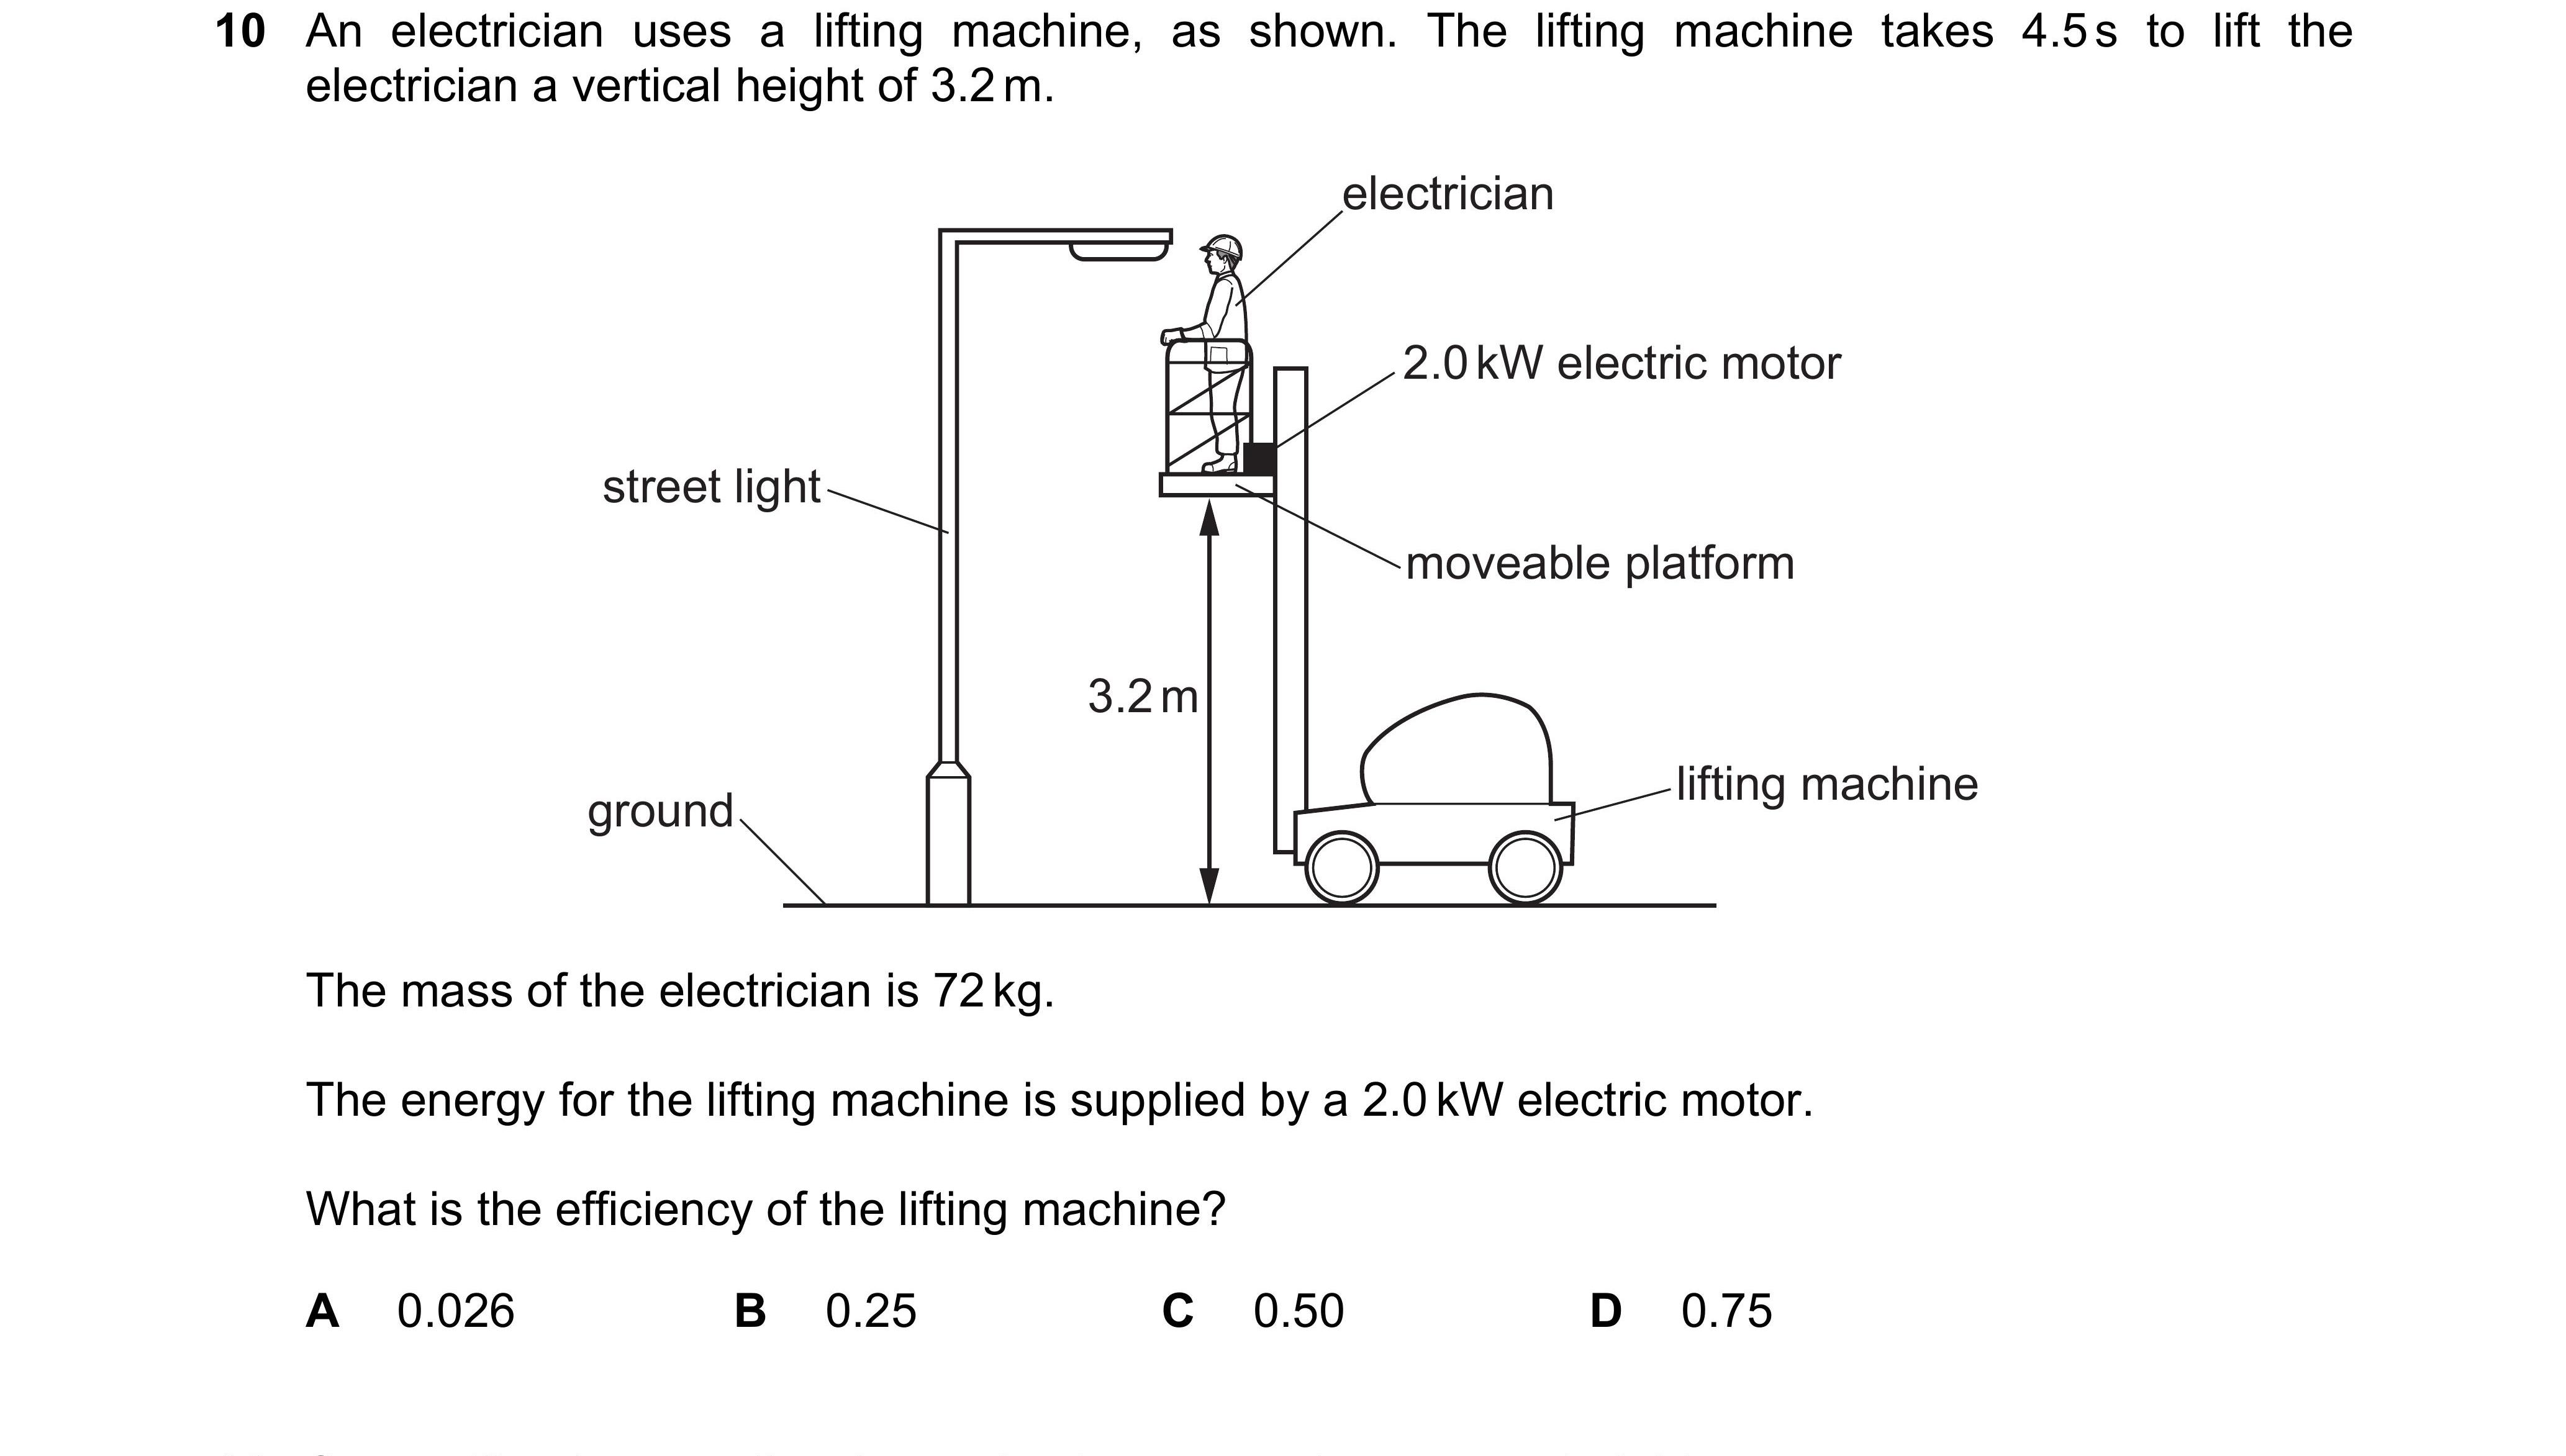 10 An electrician uses a lifting machine, as shown. The lifting machine takes 4.5 s to lift the
electrician a vertical height of 3.2 m.
electrician
2.0 kW electric motor
street light
moveable platform
3.2 m
lifting machine
ground
The mass of the electrician is 72 kg.
The energy for the lifting machine is supplied by a 2.0 kW electric motor.
What is the efficiency of the lifting machine?
A 0.026 B 0.25 C 0.50 D 0.75